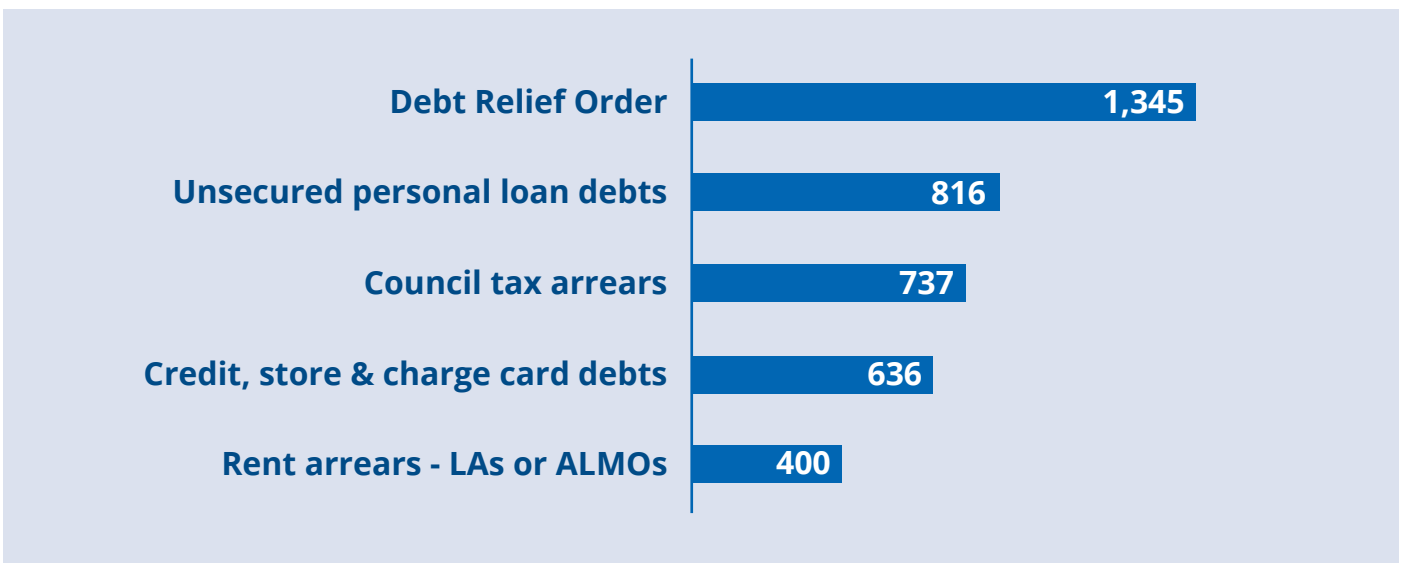 Debt Relief Order 1,345
Unsecured personal loan debts 816
Council tax arrears 737
Credit, store & charge card debts 636
Rent arrears - LAs or ALMOs 400